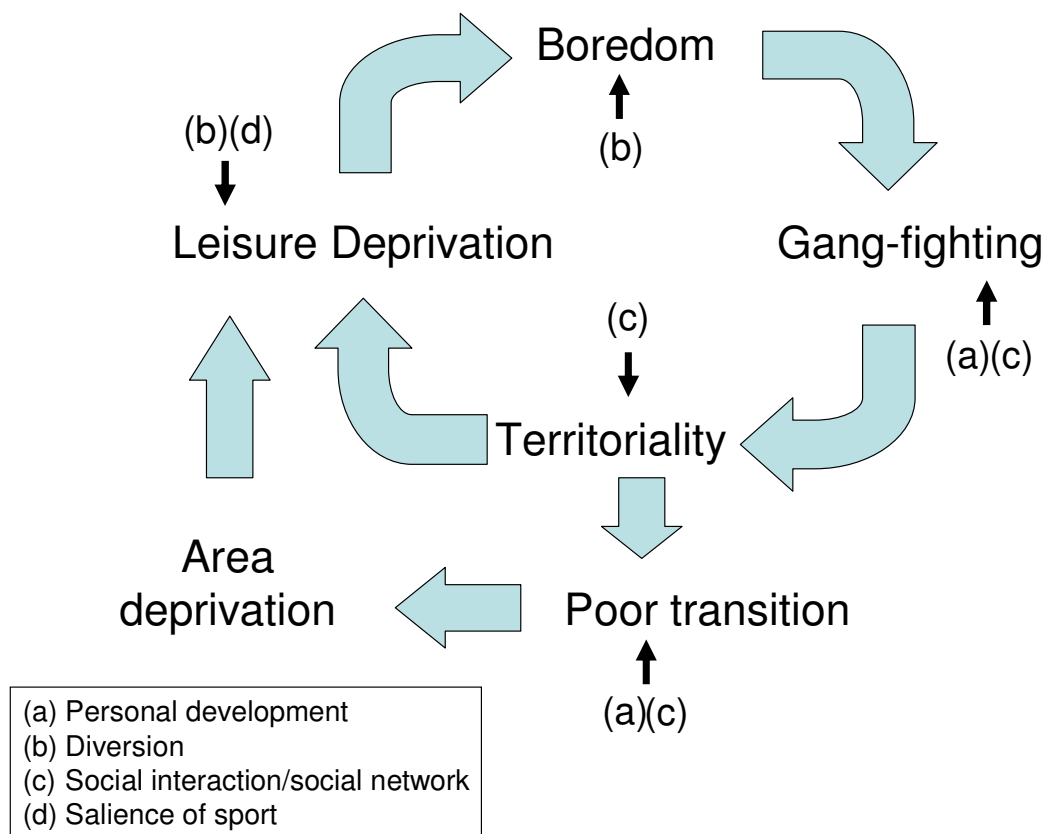 Boredom
(b)(d)
(b)
Leisure Deprivation
Gang-fighting
(c)
(a)(c)
Territoriality
Area
deprivation
Poor transition
(a)(c)
(a) Personal development
(b) Diversion
(c) Social interaction/social network
(d) Salience of sport